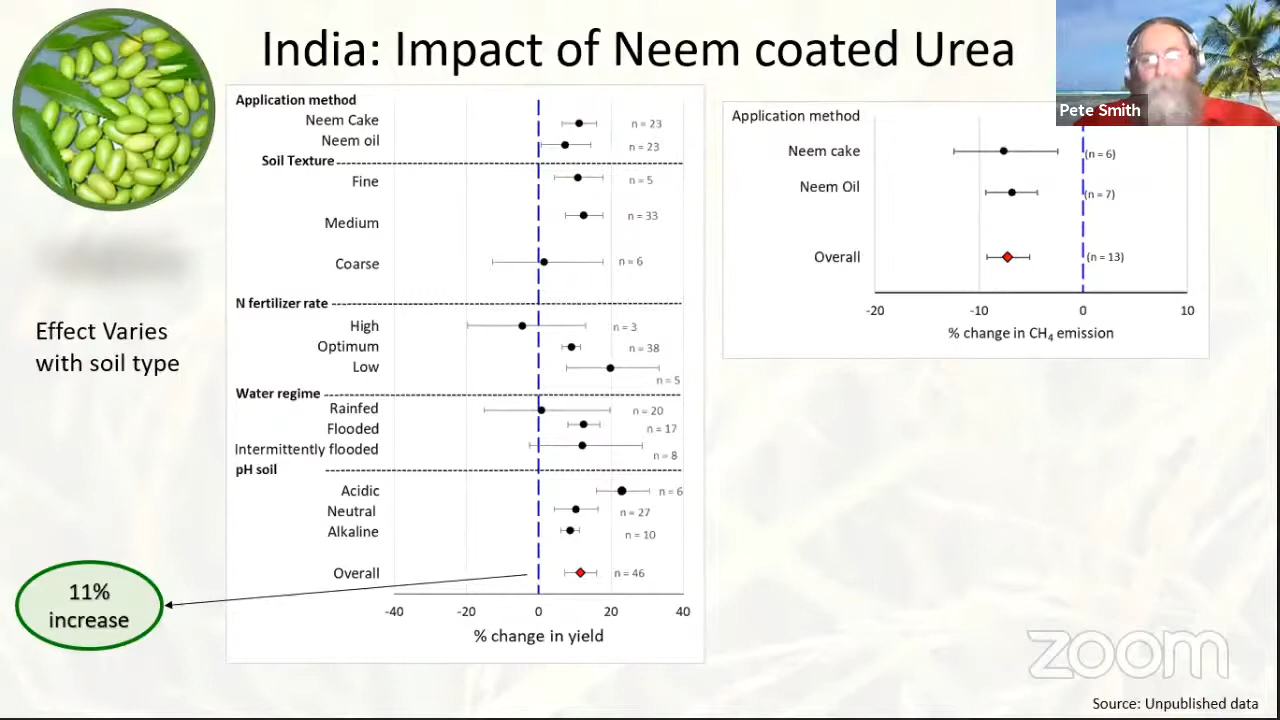 India: Impact of Neem coated Urea
Pete Smith
Application method
Neem Cake n = 23
Neem oil n = 23
Soil Texture
Fine n = 5
Medium n = 33
Coarse n = 6
N fertilizer rate
High n = 3
Optimum n = 38
Low n = 5
Water regime
Rainfed n = 20
Flooded n = 17
Intermittently flooded n = 8
pH soil
Acidic n = 6
Neutral n = 27
Alkaline n = 10
Overall n = 46
-40 -20 0 20 40
% change in yield
Application method
Neem cake (n = 6)
Neem Oil (n = 7)
Overall (n = 13)
-20 -10 0 10
% change in CH₄ emission
Effect Varies
with soil type
11%
increase
zoom
Source: Unpublished data